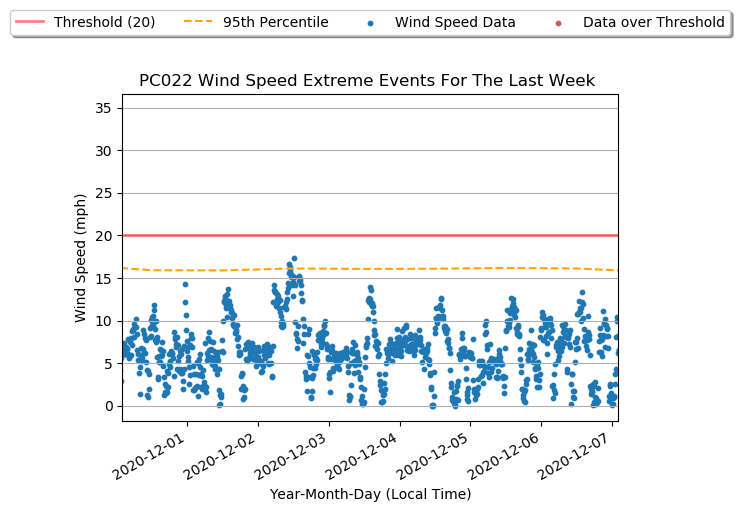 Threshold (20) 95th Percentile Wind Speed Data Data over Threshold
PC022 Wind Speed Extreme Events For The Last Week
35
30
25
20
15
10
5
0
Wind Speed (mph)
2020-12-01 2020-12-02 2020-12-03 2020-12-04 2020-12-05 2020-12-06 2020-12-07
Year-Month-Day (Local Time)